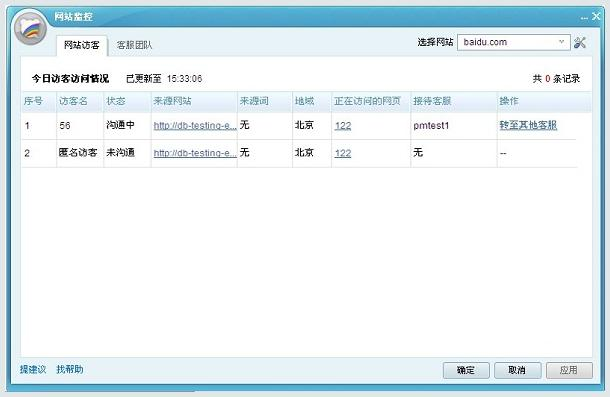 网站监控
网站访客 客服团队 选择网站 baidu.com
今日访客访问情况 已更新至 15:33:06 共 0 条记录
序号 访客名 状态 来源网站 来源词 地域 正在访问的网页 接待客服 操作
1 56 沟通中 http://db-testing-e... 无 北京 122 pmtest1 转至其他客服
2 匿名访客 未沟通 http://db-testing-e... 无 北京 122 无 --
提建议 找帮助 确定 取消 应用